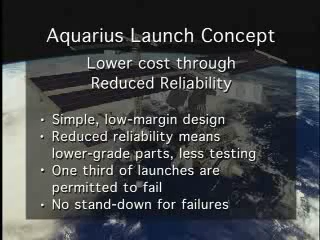 Aquarius Launch Concept
Lower cost through
Reduced Reliability
• Simple, low-margin design
• Reduced reliability means
lower-grade parts, less testing
• One third of launches are
permitted to fail
• No stand-down for failures